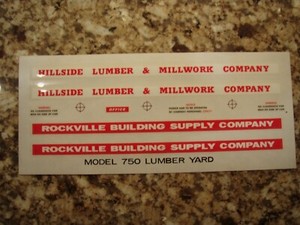 HILLSIDE LUMBER & MILLWORK COMPANY
HILLSIDE LUMBER & MILLWORK COMPANY
OFFICE
ROCKVILLE BUILDING SUPPLY COMPANY
ROCKVILLE BUILDING SUPPLY COMPANY
MODEL 750 LUMBER YARD